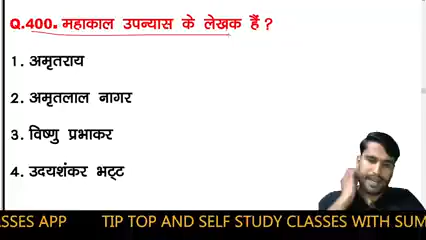 Q.400. महाकाल उपन्यास के लेखक हैं ?
1. अमृतराय
2. अमृतलाल नागर
3. विष्णु प्रभाकर
4. उदयशंकर भट्ट
ASSES APP TIP TOP AND SELF STUDY CLASSES WITH SUM